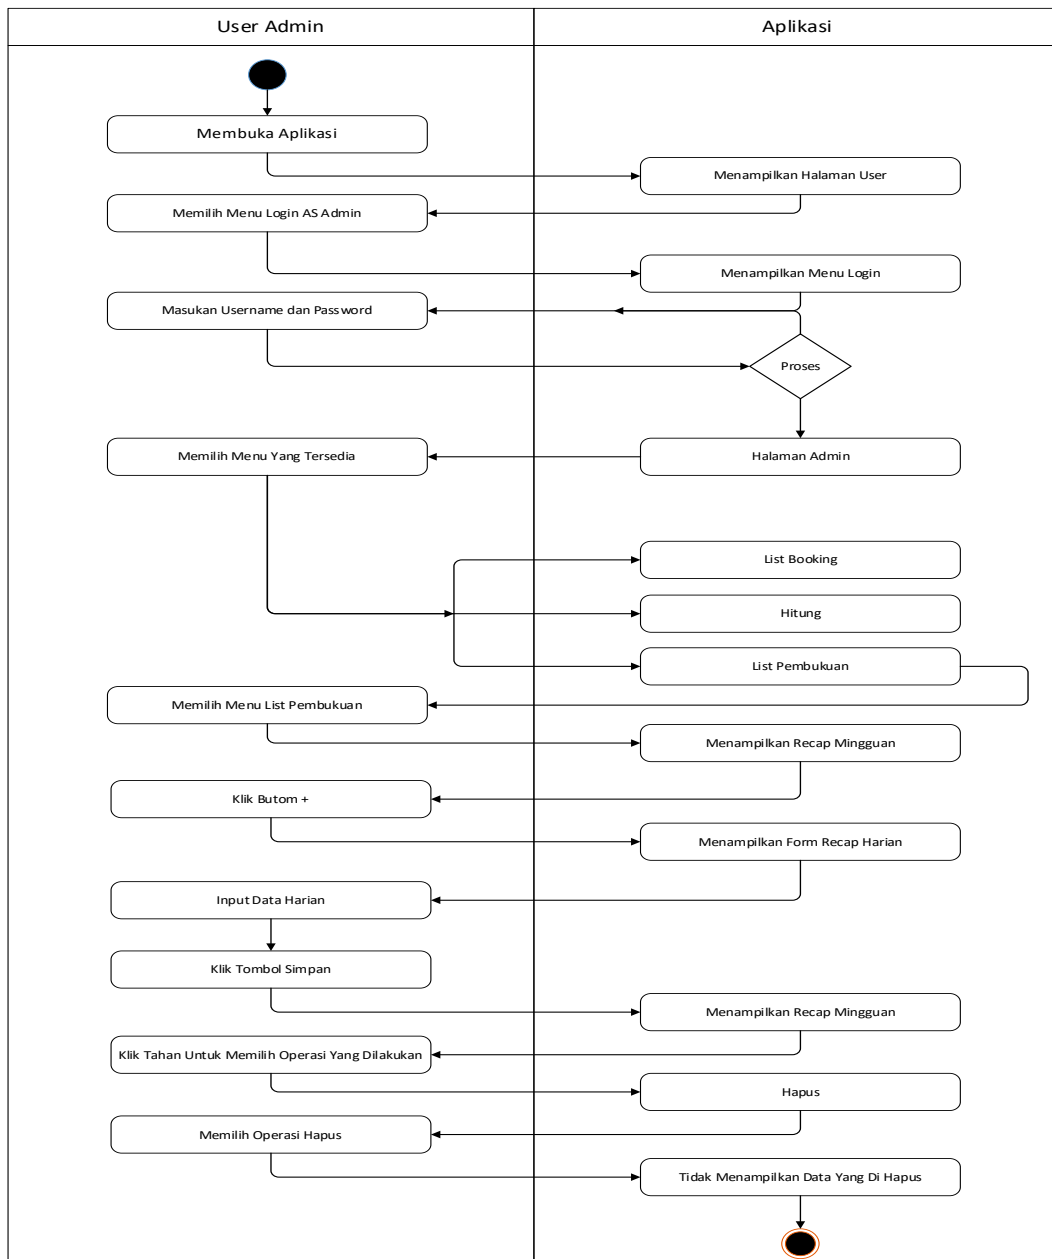 User Admin
Aplikasi
Membuka Aplikasi
Menampilkan Halaman User
Memilih Menu Login AS Admin
Menampilkan Menu Login
Masukan Username dan Password
Proses
Memilih Menu Yang Tersedia
Halaman Admin
List Booking
Hitung
List Pembukuan
Memilih Menu List Pembukuan
Menampilkan Recap Mingguan
Klik Butom +
Menampilkan Form Recap Harian
Input Data Harian
Klik Tombol Simpan
Menampilkan Recap Mingguan
Klik Tahan Untuk Memilih Operasi Yang Dilakukan
Hapus
Memilih Operasi Hapus
Tidak Menampilkan Data Yang Di Hapus